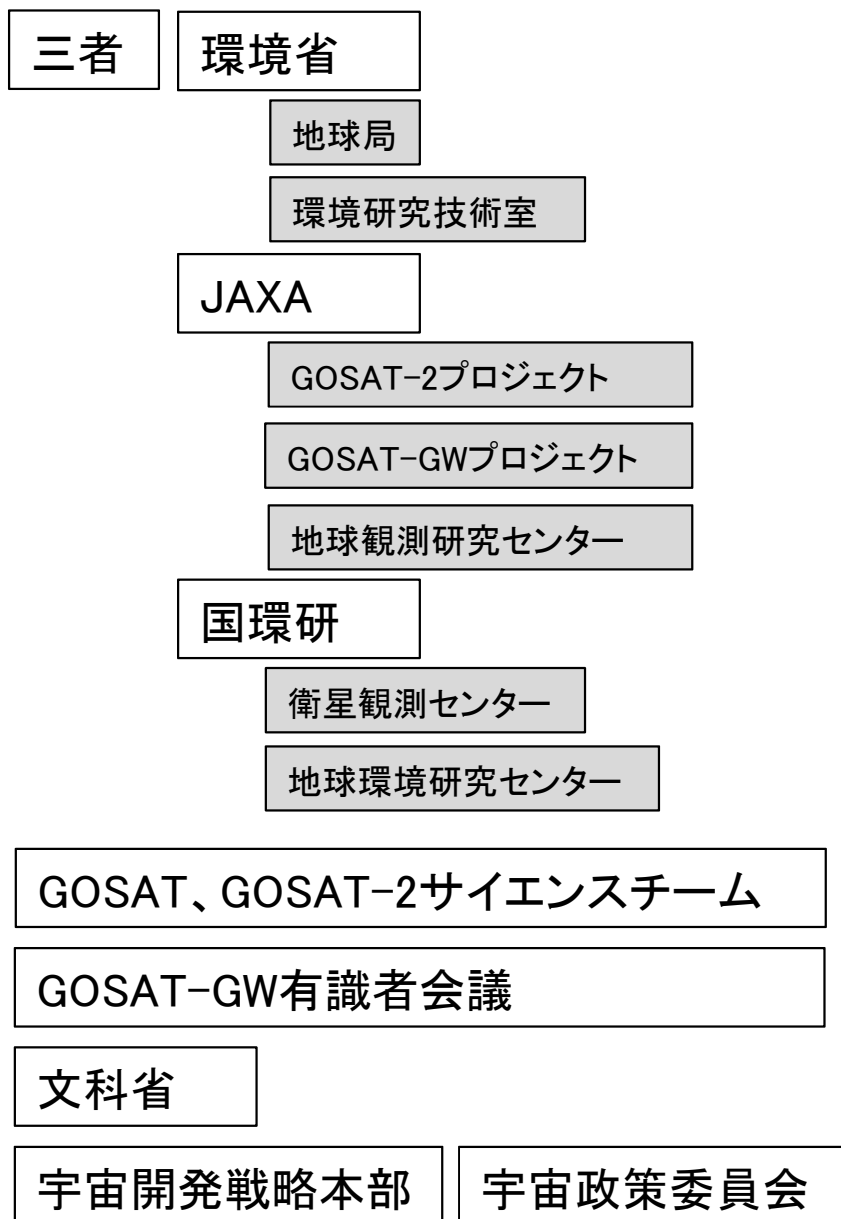 三者 環境省
地球局
環境研究技術室
JAXA
GOSAT-2プロジェクト
GOSAT-GWプロジェクト
地球観測研究センター
国環研
衛星観測センター
地球環境研究センター
GOSAT、GOSAT-2サイエンスチーム
GOSAT-GW有識者会議
文科省
宇宙開発戦略本部 宇宙政策委員会